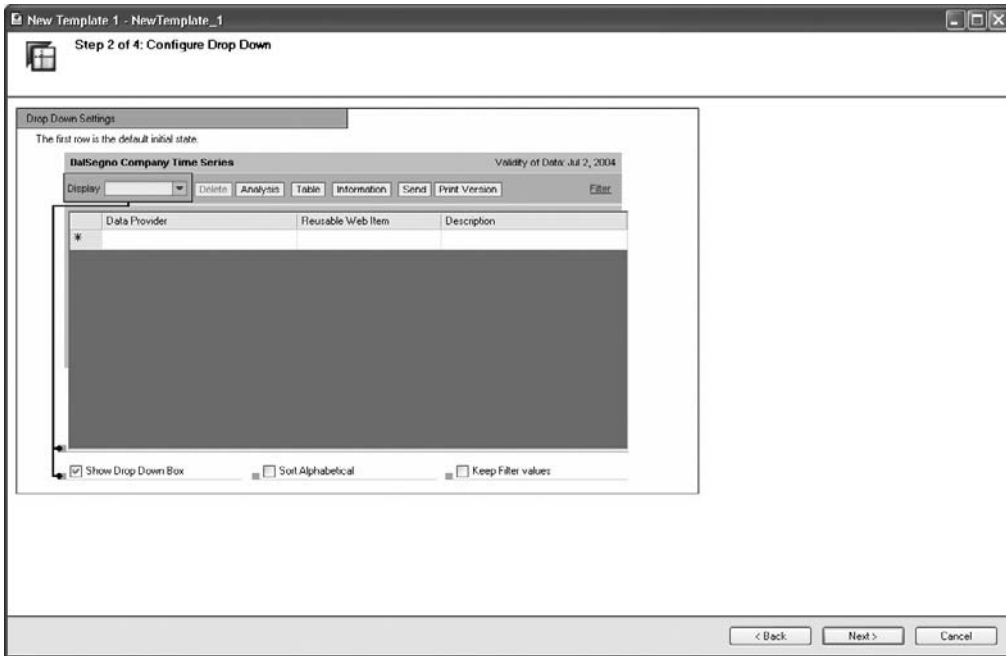 New Template 1 - NewTemplate_1
Step 2 of 4: Configure Drop Down
Drop Down Settings
The first row is the default initial state.
DalSegno Company Time Series Validity of Data: Jul 2, 2004
Display Delete Analysis Table Information Send Print Version Filter
Data Provider Reusable Web Item Description
*
Show Drop Down Box Sort Alphabetical Keep Filter values
< Back Next > Cancel